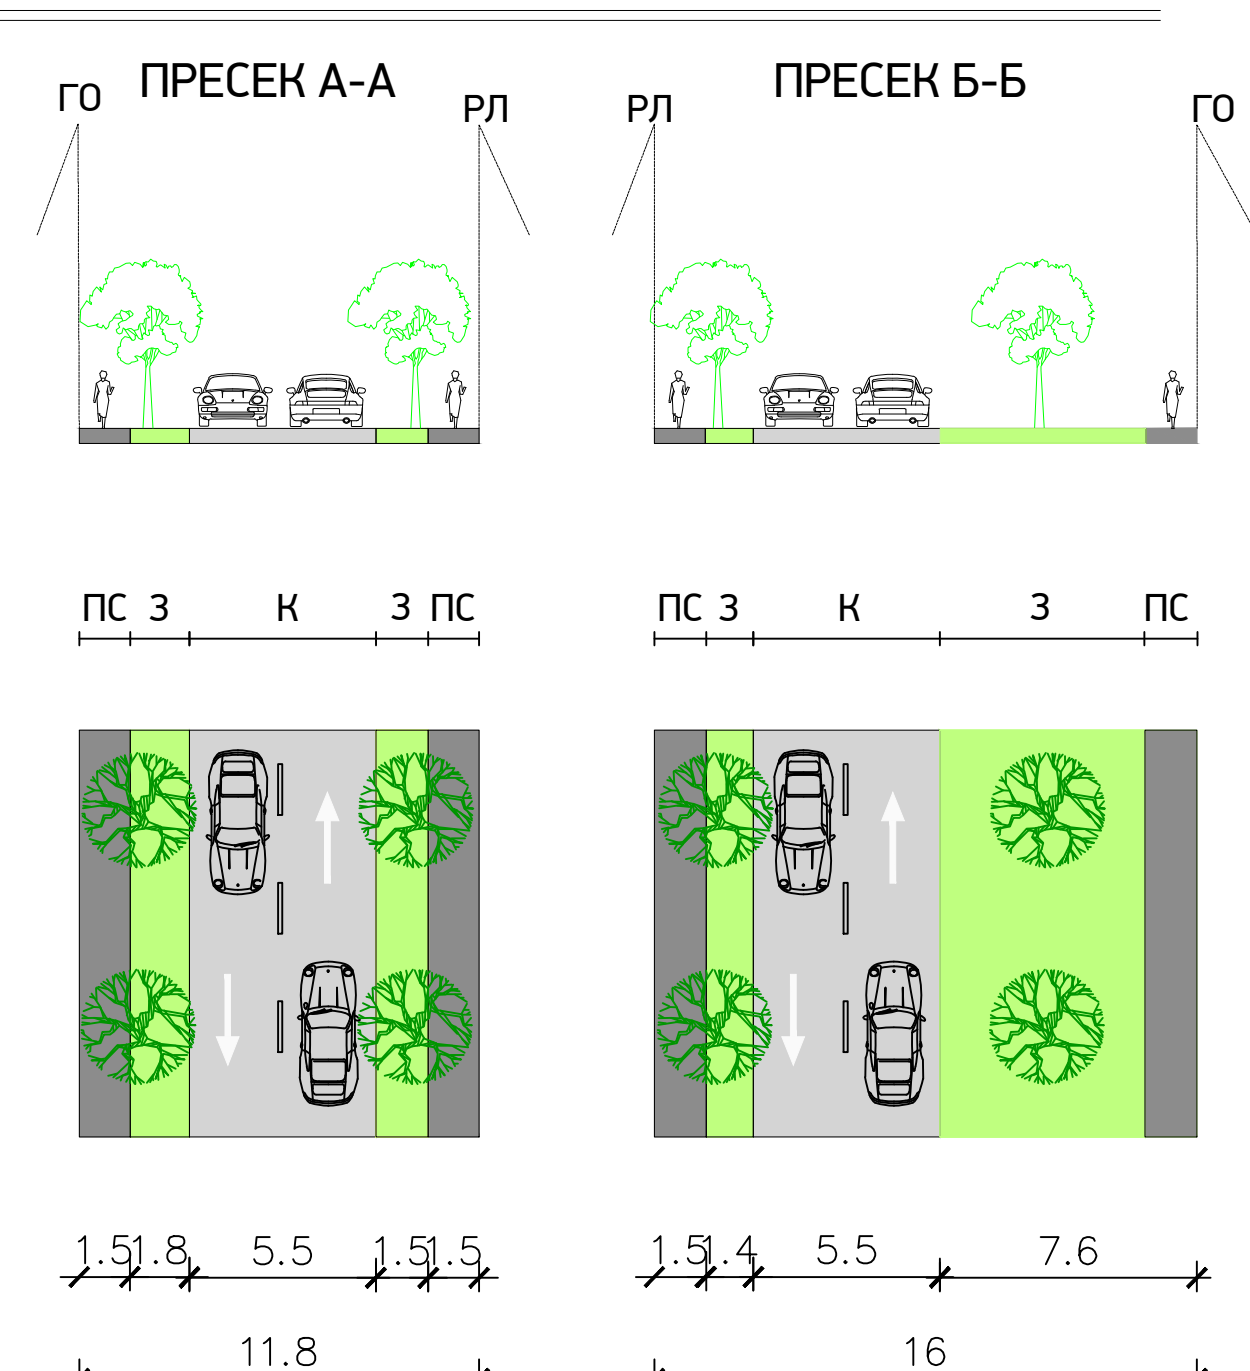 ПРЕСЕК А-А
ПРЕСЕК Б-Б
ГО
РЛ
РЛ
ГО
ПС З К З ПС
ПС З К З ПС
1.5 1.8 5.5 1.5 1.5
1.5 1.4 5.5 7.6
11.8
16